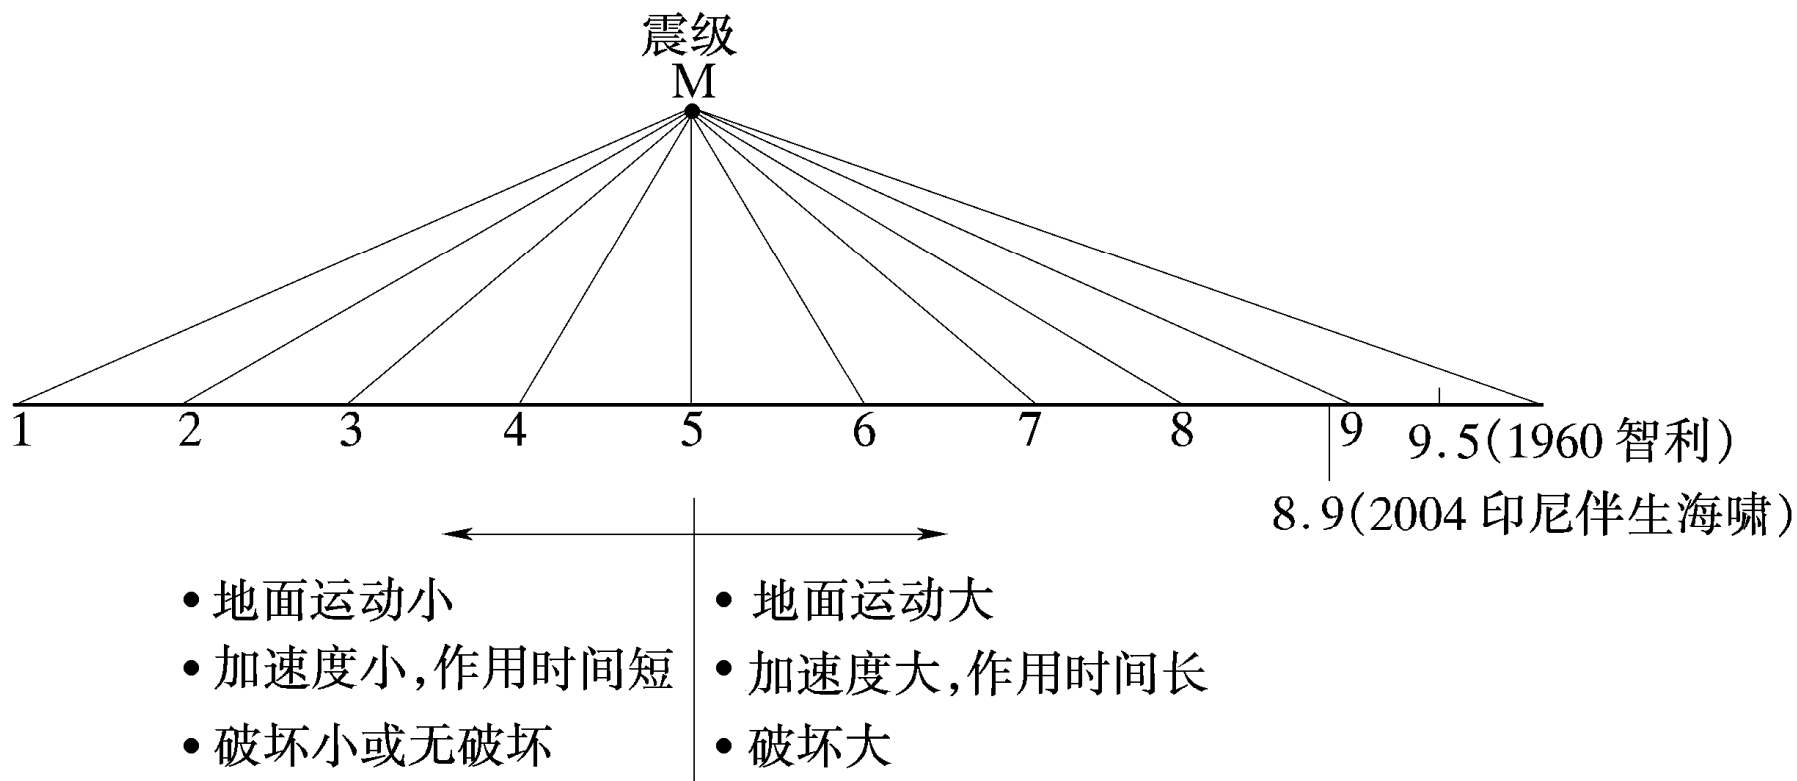 震级
M
1 2 3 4 5 6 7 8 9 9.5(1960 智利)
8.9(2004 印尼伴生海啸)
• 地面运动小
• 加速度小,作用时间短
• 破坏小或无破坏
• 地面运动大
• 加速度大,作用时间长
• 破坏大